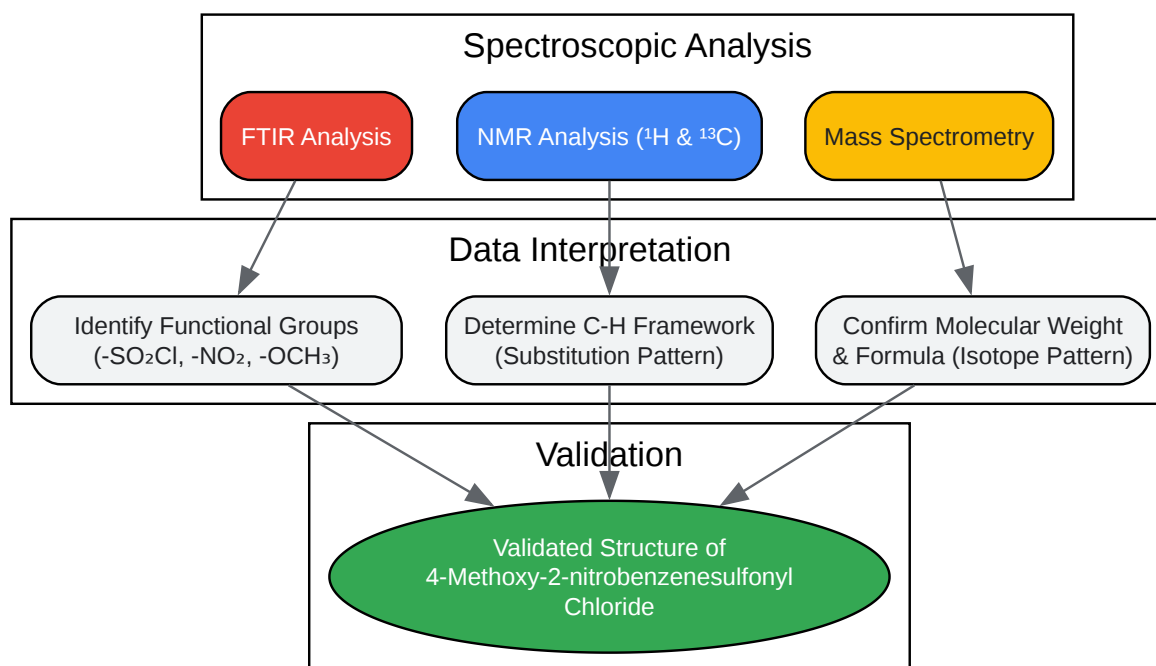 Spectroscopic Analysis
FTIR Analysis
NMR Analysis (¹H & ¹³C)
Mass Spectrometry
Data Interpretation
Identify Functional Groups
(-SO₂Cl, -NO₂, -OCH₃)
Determine C-H Framework
(Substitution Pattern)
Confirm Molecular Weight
& Formula (Isotope Pattern)
Validation
Validated Structure of
4-Methoxy-2-nitrobenzenesulfonyl
Chloride